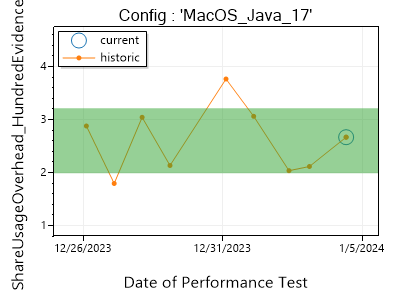 Config : 'MacOS_Java_17'
ShareUsageOverhead_HundredEvidence
current
historic
4
3
2
1
12/26/2023
12/31/2023
1/5/2024
Date of Performance Test